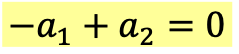 −a₁ + a₂ = 0